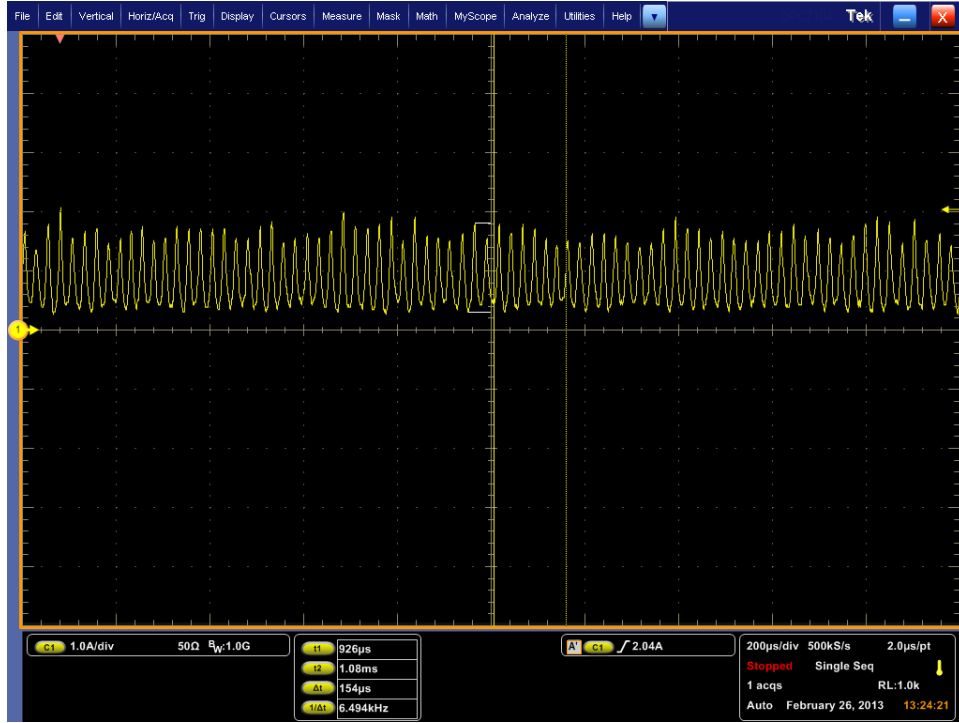 File Edit Vertical Horiz/Acq Trig Display Cursors Measure Mask Math MyScope Analyze Utilities Help Tek X
1
C1 1.0A/div 50Ω BW:1.0G
t1 926µs
t2 1.08ms
Δt 154µs
1/Δt 6.494kHz
A' C1 2.04A
200µs/div 500kS/s 2.0µs/pt
Stopped Single Seq
1 acqs RL:1.0k
Auto February 26, 2013 13:24:21